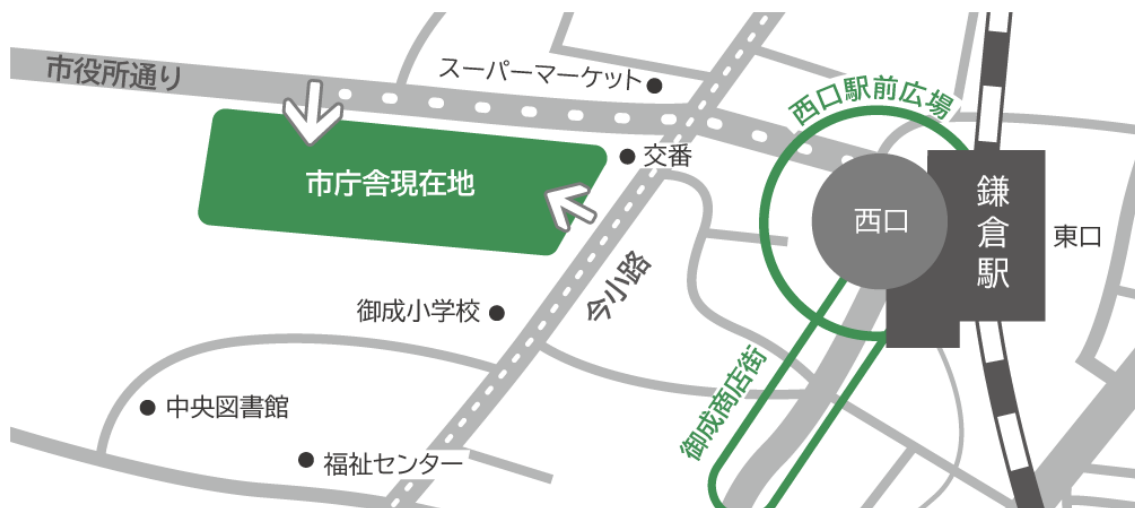 市役所通り
スーパーマーケット
西口駅前広場
交番
市庁舎現在地
西口
鎌倉駅
東口
今小路
御成小学校
御成商店街
中央図書館
福祉センター